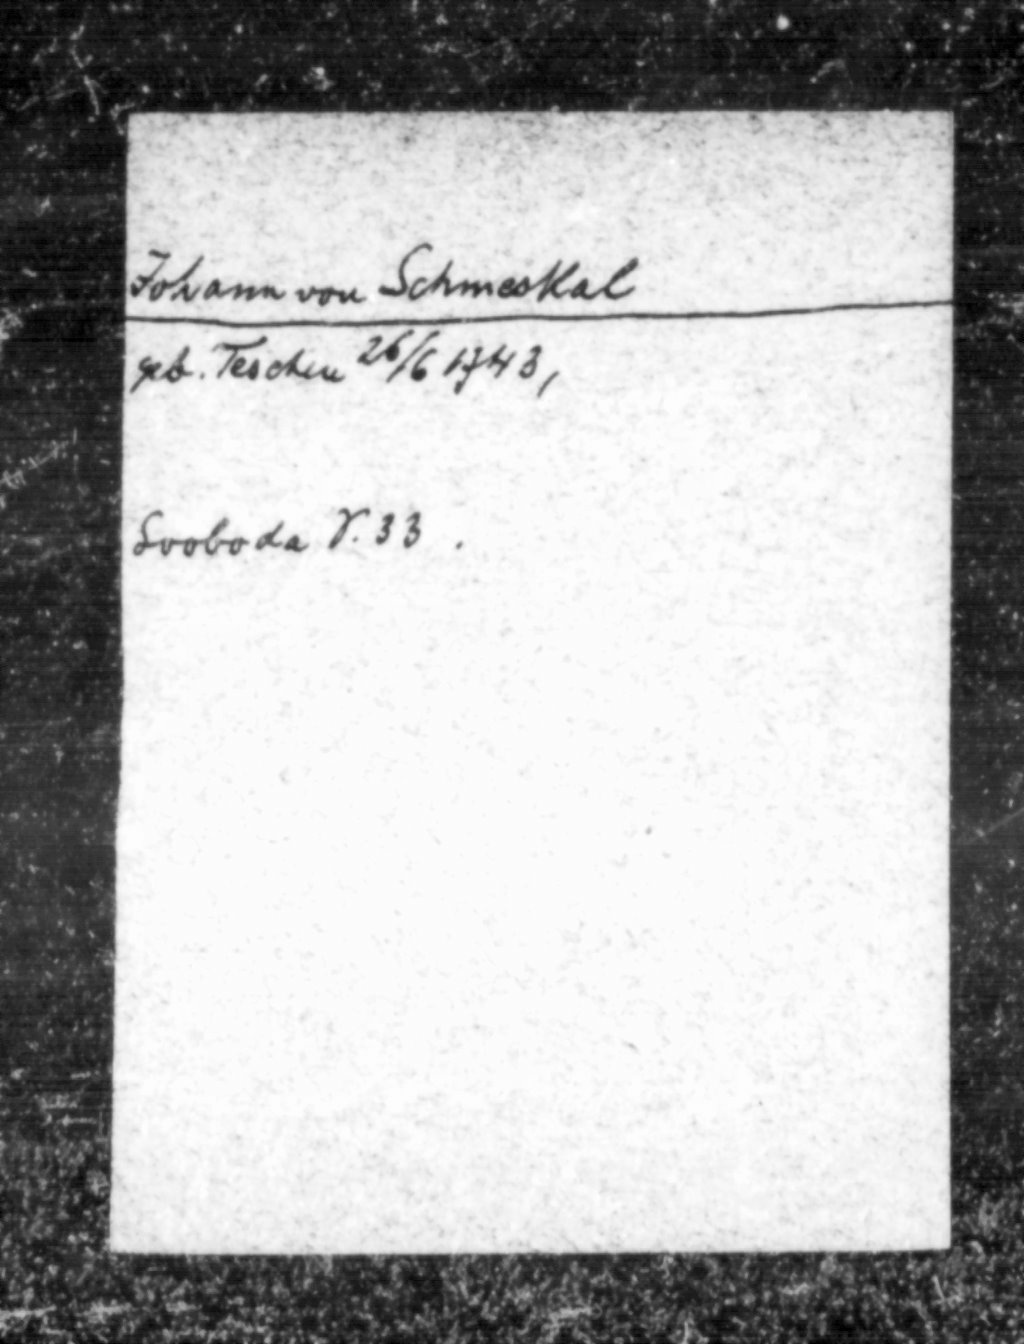 Johann von Schmeskal
geb. Teschen 26/6 1743,
Svoboda V. 33 .